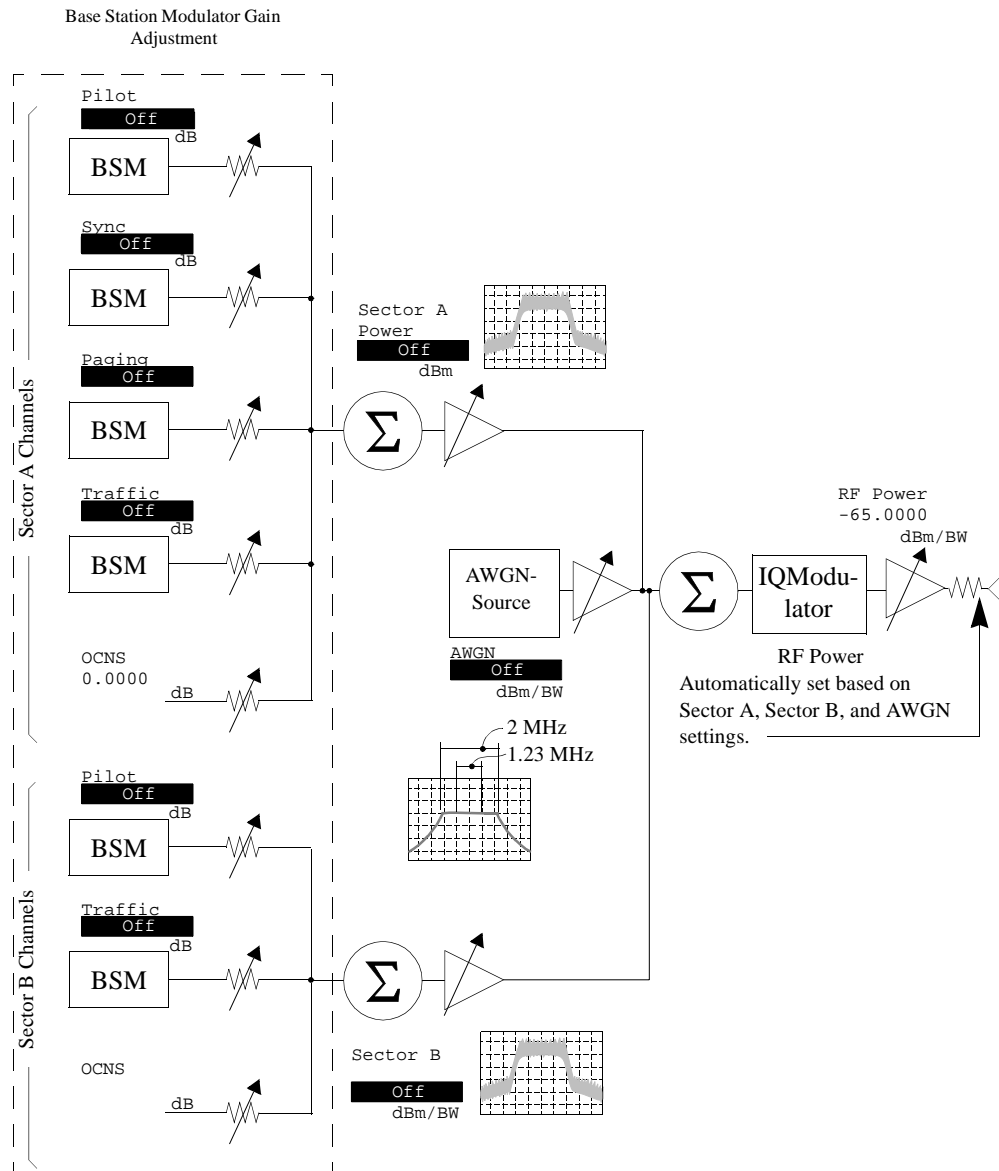 Base Station Modulator Gain
Adjustment
Sector A Channels
Pilot
Off
dB
BSM
Sync
Off
dB
BSM
Paging
Off
BSM
Traffic
Off
dB
BSM
OCNS
0.0000
dB
Sector B Channels
Pilot
Off
dB
BSM
Traffic
Off
dB
BSM
OCNS
dB
Sector A
Power
Off
dBm
Σ
AWGN-
Source
AWGN
Off
dBm/BW
2 MHz
1.23 MHz
Σ
Sector B
Off
dBm/BW
Σ
IQModu-
lator
RF Power
-65.0000
dBm/BW
RF Power
Automatically set based on
Sector A, Sector B, and AWGN
settings.